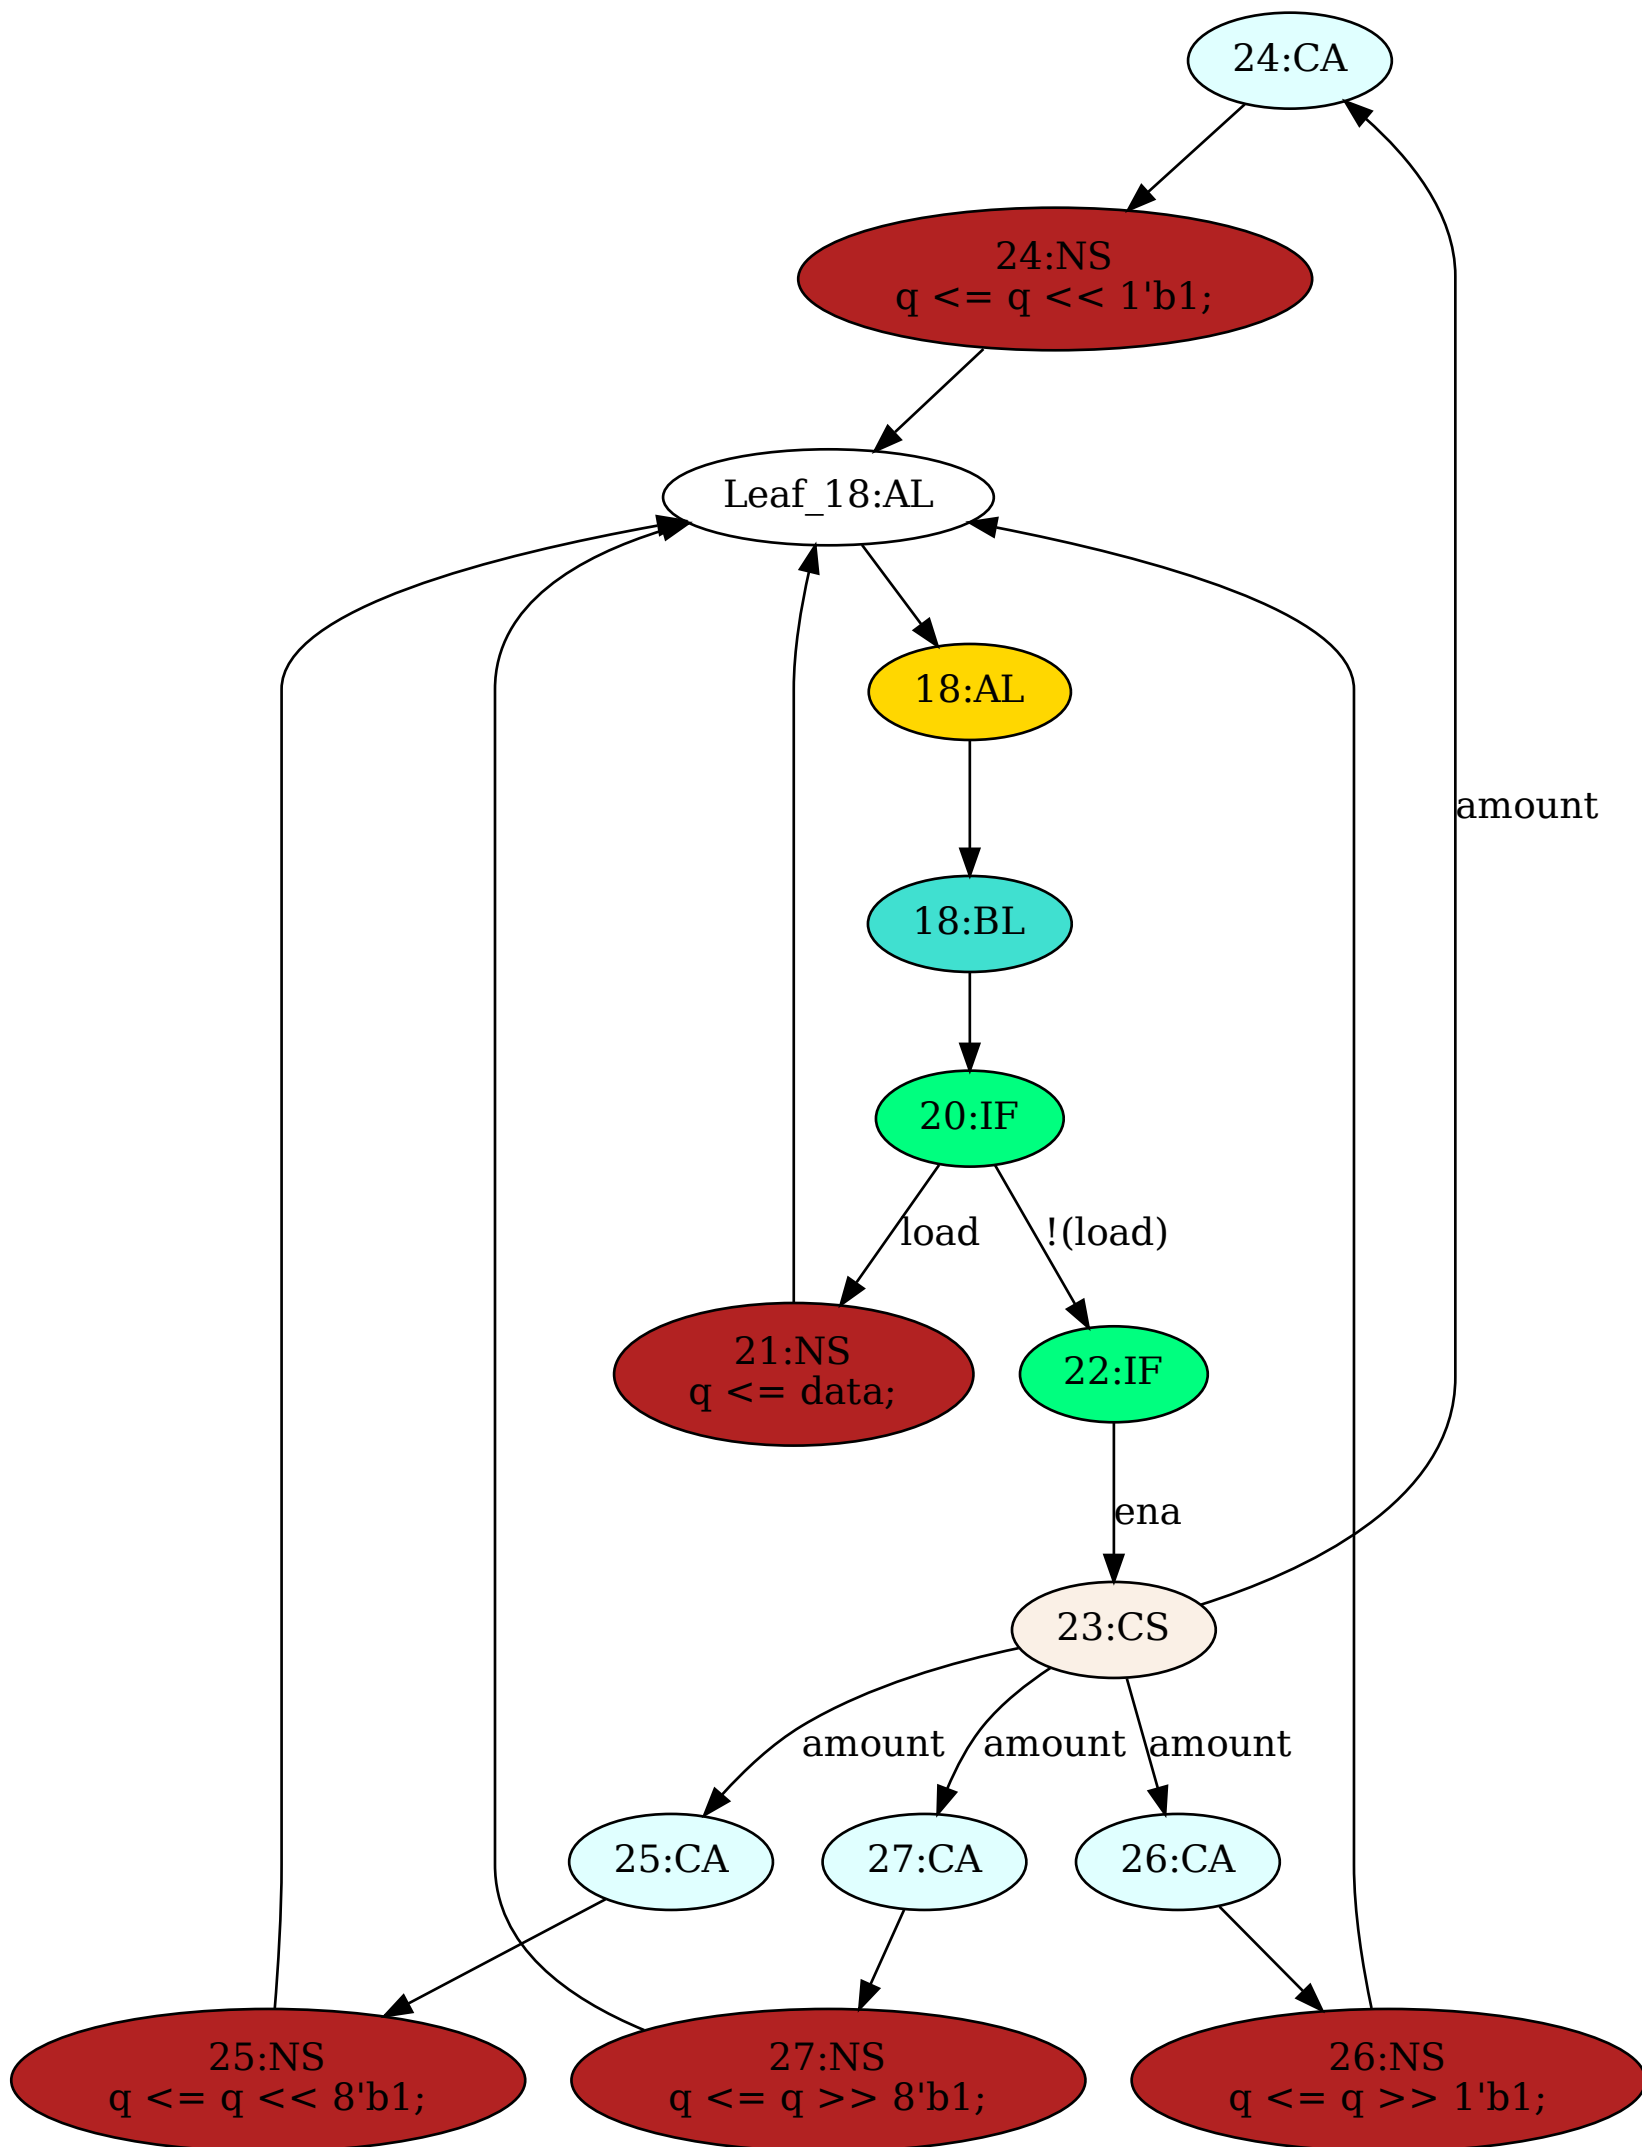 24:CA
24:NS
q <= q << 1'b1;
Leaf_18:AL
18:AL
amount
18:BL
20:IF
load
!(load)
21:NS
q <= data;
22:IF
ena
23:CS
amount
amount
amount
25:CA
27:CA
26:CA
25:NS
q <= q << 8'b1;
27:NS
q <= q >> 8'b1;
26:NS
q <= q >> 1'b1;